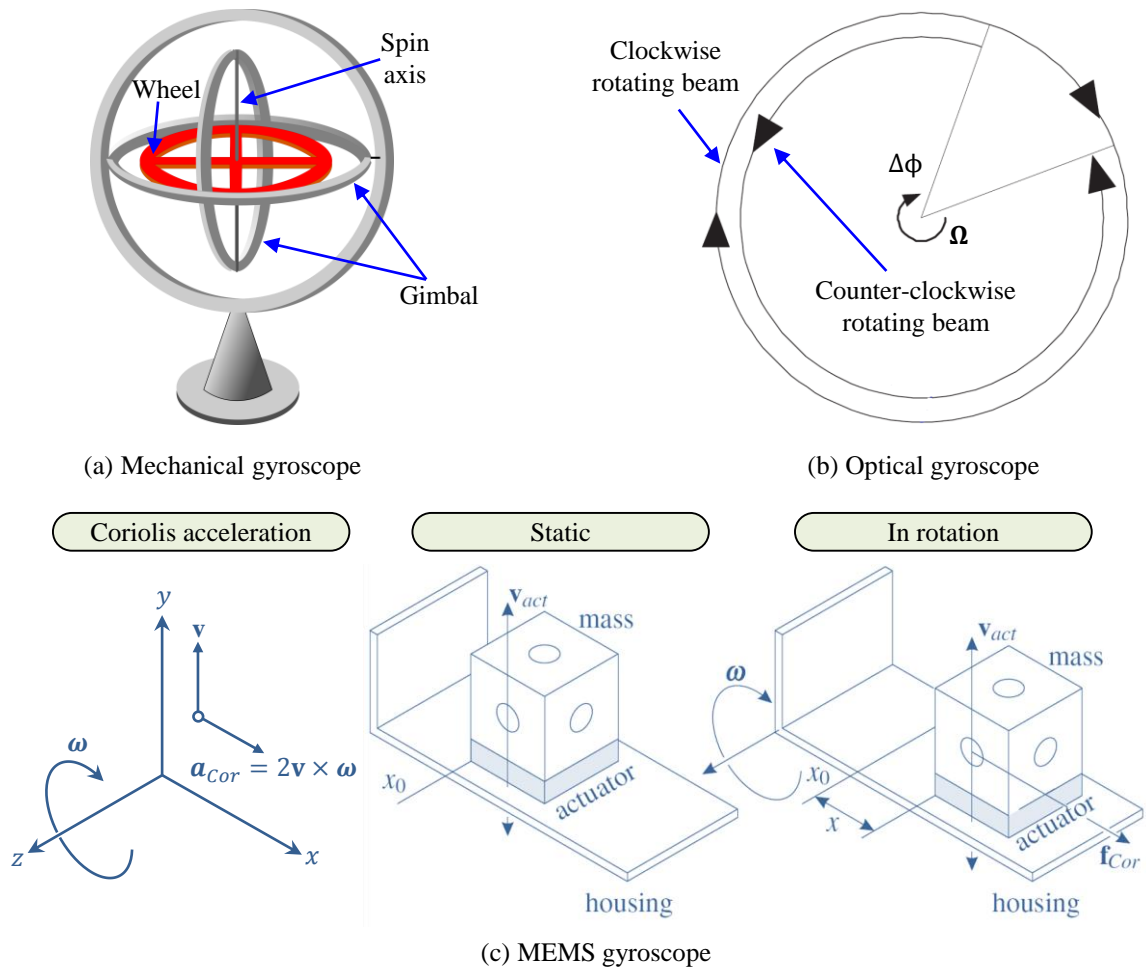 Spin
axis
Wheel
Gimbal
(a) Mechanical gyroscope
Clockwise
rotating beam
Δϕ
Ω
Counter-clockwise
rotating beam
(b) Optical gyroscope
Coriolis acceleration
y
v
ω
a_Cor = 2v × ω
z
x
Static
v_act
mass
x_0
actuator
housing
In rotation
v_act
mass
ω
x_0
x
actuator
f_Cor
housing
(c) MEMS gyroscope